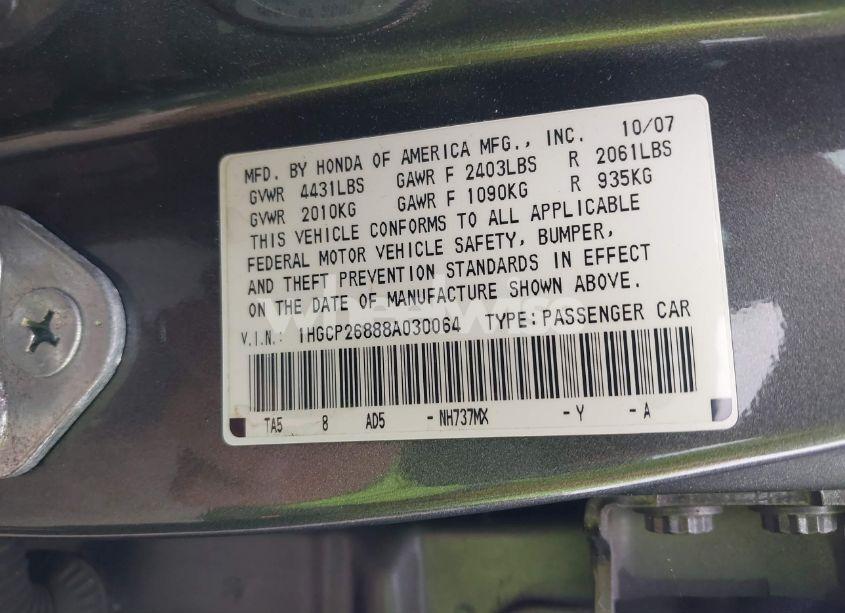 MFD. BY HONDA OF AMERICA MFG., INC. 10/07
GVWR 4431LBS GAWR F 2403LBS R 2061LBS
GVWR 2010KG GAWR F 1090KG R 935KG
THIS VEHICLE CONFORMS TO ALL APPLICABLE
FEDERAL MOTOR VEHICLE SAFETY, BUMPER,
AND THEFT PREVENTION STANDARDS IN EFFECT
ON THE DATE OF MANUFACTURE SHOWN ABOVE.
V.I.N.: 1HGCP26888A030064 TYPE: PASSENGER CAR
TA5 8 AD5 - NH737MX - Y - A